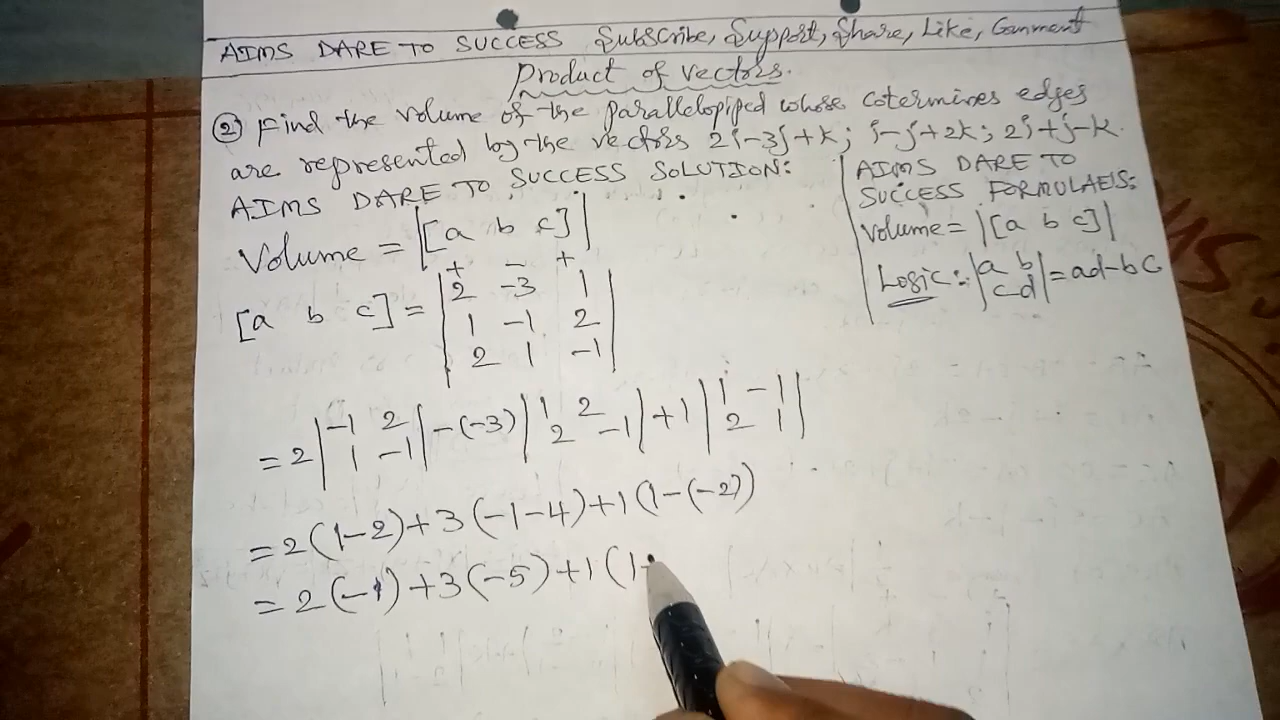 AIMS DARE TO SUCCESS Subscribe, Support, Share, Like, Comment
Product of vectors.
② Find the volume of the parallelopiped whose cotermines edges
are represented by the vectors 2i-3j+k; i-j+2k; 2i+j-k.
AIMS DARE TO SUCCESS SOLUTION:
Volume = |[a b c]|
+ - +
[a b c] = | 2 -3 1 |
| 1 -1 2 |
| 2 1 -1 |
= 2 | -1 2 | -(-3) | 1 2 | +1 | 1 -1 |
| 1 -1 | | 2 -1 | | 2 1 |
= 2(1-2)+3(-1-4)+1(1-(-2))
= 2(-1)+3(-5)+1(1+
AIMS DARE TO
SUCCESS FORMULAEIS:
Volume = |[a b c]|
Logic: | a b | = ad-bc
| c d |